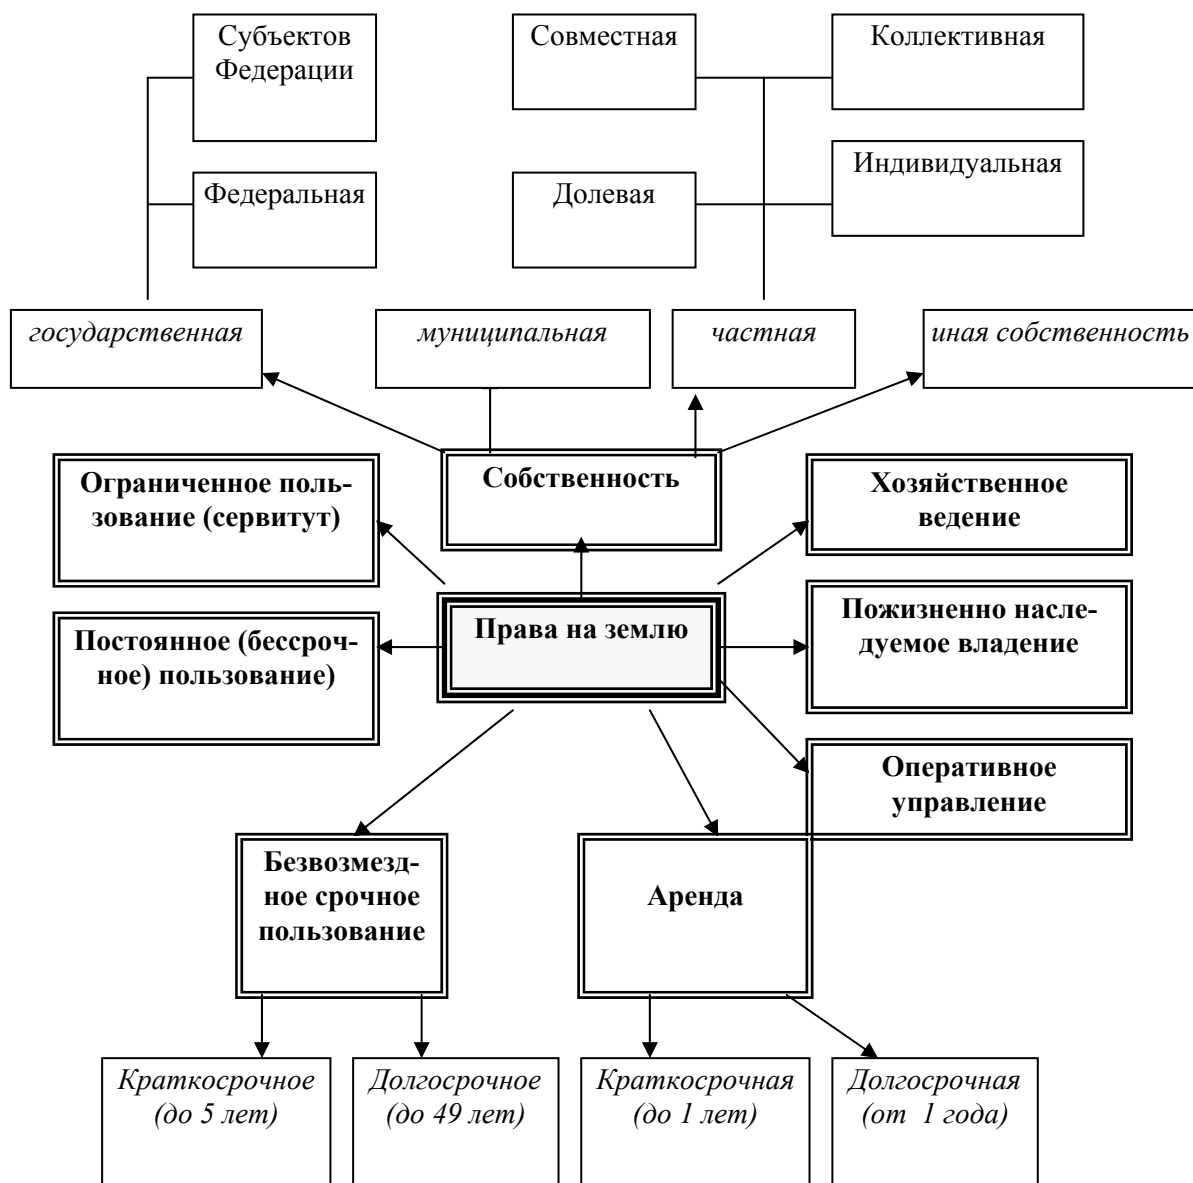 Субъектов
Федерации
Совместная
Коллективная
Федеральная
Долевая
Индивидуальная
государственная
муниципальная
частная
иная собственность
Ограниченное поль-
зование (сервитут)
Собственность
Хозяйственное
ведение
Постоянное (бессроч-
ное) пользование)
Права на землю
Пожизненно насле-
дуемое владение
Оперативное
управление
Безвозмезд-
ное срочное
пользование
Аренда
Краткосрочное
(до 5 лет)
Долгосрочное
(до 49 лет)
Краткосрочная
(до 1 лет)
Долгосрочная
(от 1 года)